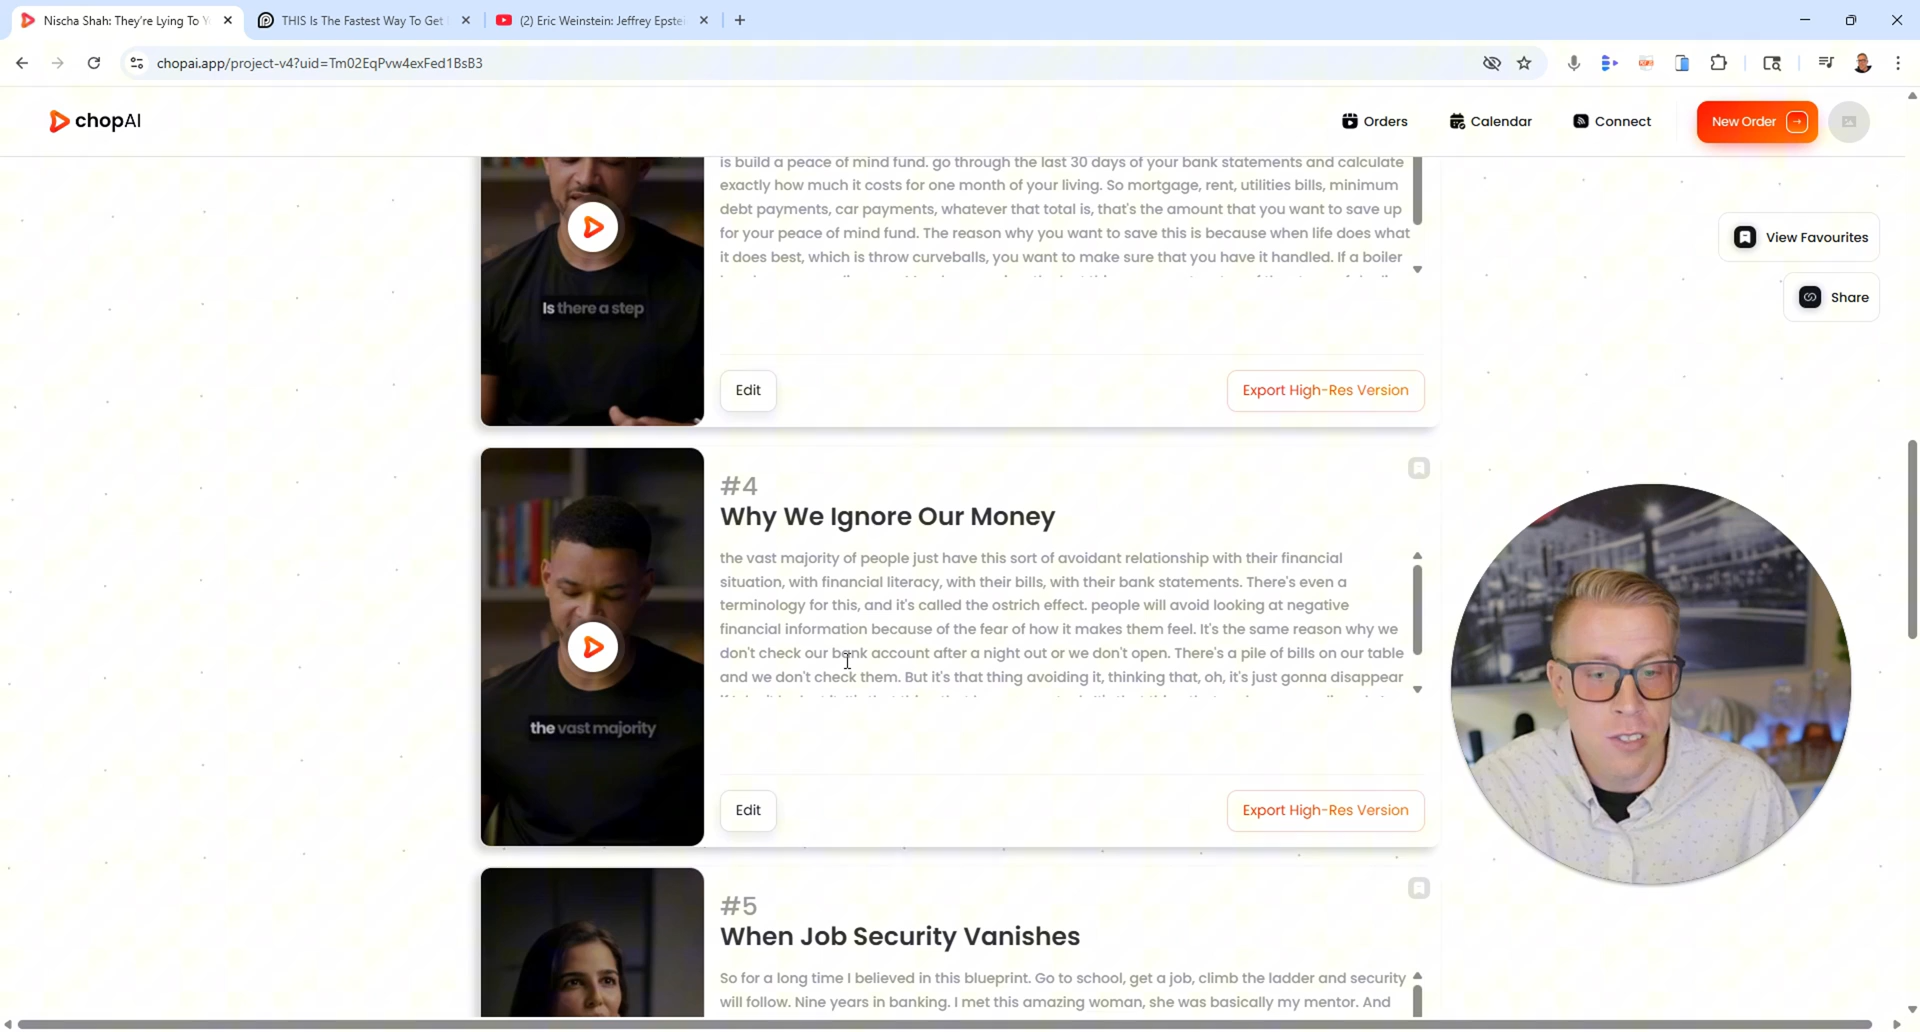 Nischa Shah: They're Lying To Y
THIS Is The Fastest Way To Get
(2) Eric Weinstein: Jeffrey Epste
chopai.app/project-v4?uid=Tm02EqPvw4exFed1BsB3
chopAI
Orders
Calendar
Connect
New Order
is build a peace of mind fund. go through the last 30 days of your bank statements and calculate
exactly how much it costs for one month of your living. So mortgage, rent, utilities bills, minimum
debt payments, car payments, whatever that total is, that's the amount that you want to save up
for your peace of mind fund. The reason why you want to save this is because when life does what
it does best, which is throw curveballs, you want to make sure that you have it handled. If a boiler
View Favourites
Share
Is there a step
Edit
Export High-Res Version
#4
Why We Ignore Our Money
the vast majority of people just have this sort of avoidant relationship with their financial
situation, with financial literacy, with their bills, with their bank statements. There's even a
terminology for this, and it's called the ostrich effect. people will avoid looking at negative
financial information because of the fear of how it makes them feel. It's the same reason why we
don't check our bank account after a night out or we don't open. There's a pile of bills on our table
and we don't check them. But it's that thing avoiding it, thinking that, oh, it's just gonna disappear
the vast majority
Edit
Export High-Res Version
#5
When Job Security Vanishes
So for a long time I believed in this blueprint. Go to school, get a job, climb the ladder and security
will follow. Nine years in banking. I met this amazing woman, she was basically my mentor. And